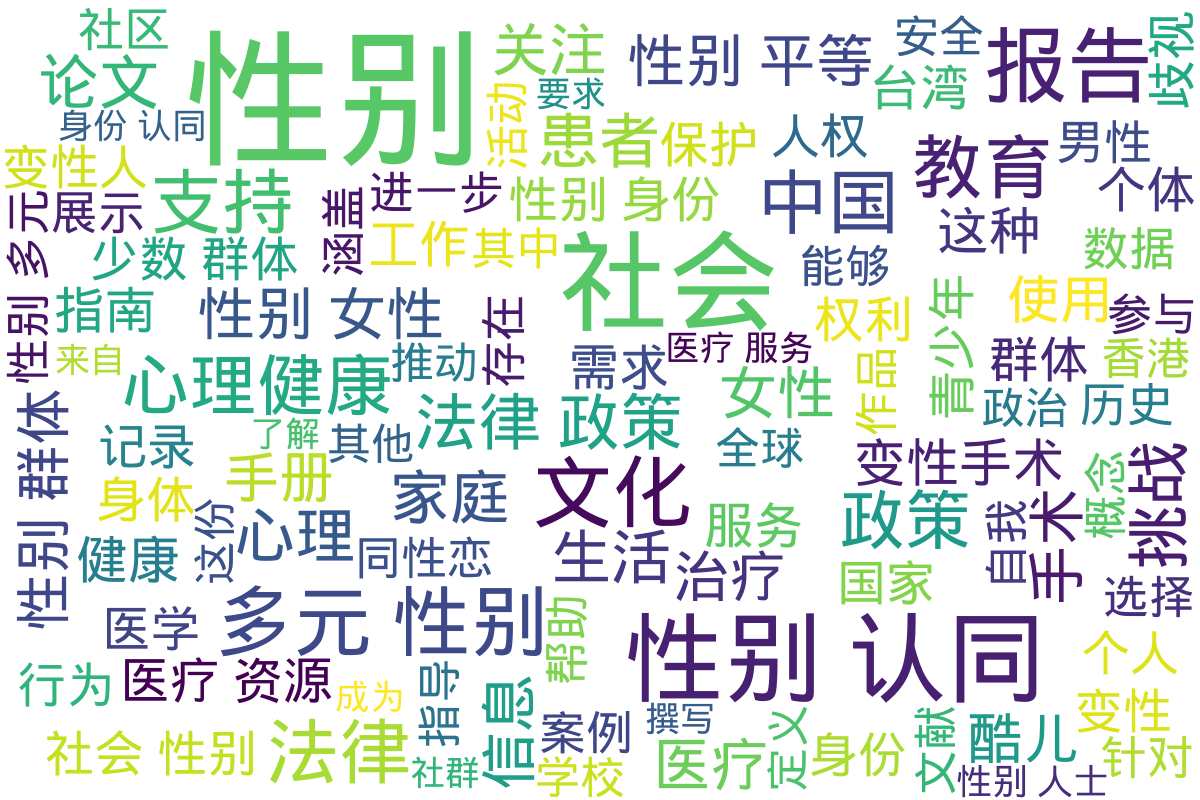 社区
性别
关注
性别 平等
安全
报告
歧视
论文
活动
要求
台湾
身份 认同
患者
保护
人权
男性
变性人
支持
涵盖
进一步
性别 身份
中国
教育
个体
性别 多元
展示
少数 群体
工作
其中
社会
能够
这种
数据
指南
性别 女性
存在
医疗 服务
权利
青少年
使用
参与
来自
心理健康
推动
需求
女性
作品
群体
香港
法律 政策
政治
历史
性别 群体
记录
了解
其他
全球
变性手术
概念
挑战
身体
手册
家庭
文化
政策
自我
手术
健康
这份
心理
同性恋
生活
治疗
服务
国家
选择
医学
多元 性别
帮助
性别 认同
个人
行为
医疗 资源
成为
指导
信息
案例
撰写
定义
文献
酷儿
变性
社会 性别
法律
社群
学校
医疗
身份
性别 人士
针对